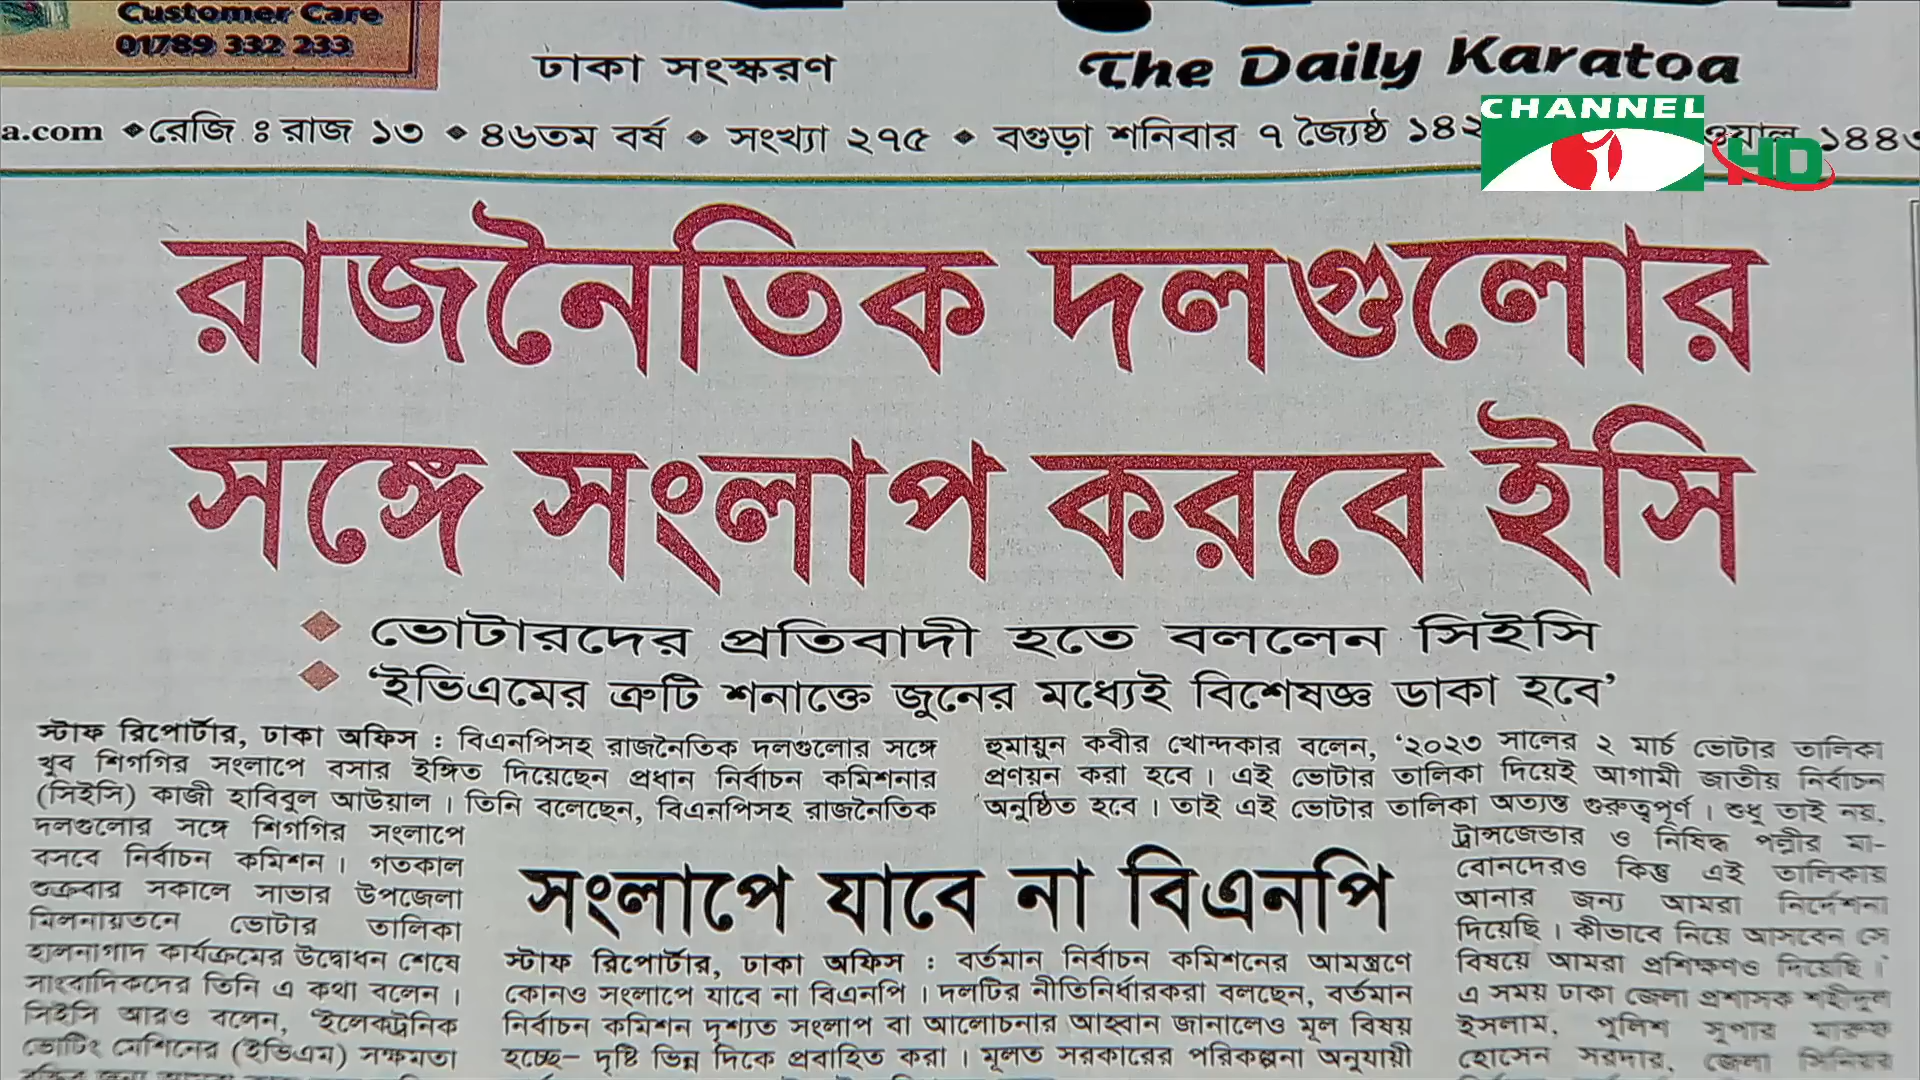 Customer Care
01789 332 233
ঢাকা সংস্করণ
The Daily Karatoa
a.com ❖ রেজি ঃ রাজ ১৩ ❖ ৪৬তম বর্ষ ❖ সংখ্যা ২৭৫ ❖ বগুড়া শনিবার ৭ জ্যৈষ্ঠ
CHANNEL
HD
রাজনৈতিক দলগুলোর
সঙ্গে সংলাপ করবে ইসি
ভোটারদের প্রতিবাদী হতে বললেন সিইসি
‘ইভিএমের ত্রুটি শনাক্তে জুনের মধ্যেই বিশেষজ্ঞ ডাকা হবে’
স্টাফ রিপোর্টার, ঢাকা অফিস : বিএনপিসহ রাজনৈতিক দলগুলোর সঙ্গে
খুব শিগগির সংলাপে বসার ইঙ্গিত দিয়েছেন প্রধান নির্বাচন কমিশনার
(সিইসি) কাজী হাবিবুল আউয়াল। তিনি বলেছেন, বিএনপিসহ রাজনৈতিক
দলগুলোর সঙ্গে শিগগির সংলাপে
বসবে নির্বাচন কমিশন। গতকাল
শুক্রবার সকালে সাভার উপজেলা
মিলনায়তনে ভোটার তালিকা
হালনাগাদ কার্যক্রমের উদ্বোধন শেষে
সাংবাদিকদের তিনি এ কথা বলেন।
সিইসি আরও বলেন, ‘ইলেকট্রনিক
ভোটিং মেশিনের (ইভিএম) সক্ষমতা
সংলাপে যাবে না বিএনপি
স্টাফ রিপোর্টার, ঢাকা অফিস : বর্তমান নির্বাচন কমিশনের আমন্ত্রণে
কোনও সংলাপে যাবে না বিএনপি। দলটির নীতিনির্ধারকরা বলছেন, বর্তমান
নির্বাচন কমিশন দৃশ্যত সংলাপ বা আলোচনার আহ্বান জানালেও মূল বিষয়
হচ্ছে– দৃষ্টি ভিন্ন দিকে প্রবাহিত করা। মূলত সরকারের পরিকল্পনা অনুযায়ী
হুমায়ুন কবীর খোন্দকার বলেন, ‘২০২৩ সালের ২ মার্চ ভোটার তালিকা
প্রণয়ন করা হবে। এই ভোটার তালিকা দিয়েই আগামী জাতীয় নির্বাচন
অনুষ্ঠিত হবে। তাই এই ভোটার তালিকা অত্যন্ত গুরুত্বপূর্ণ। শুধু তাই নয়,
ট্রান্সজেন্ডার ও নিষিদ্ধ পল্লীর মা-
বোনদেরও কিন্তু এই তালিকায়
আনার জন্য আমরা নির্দেশনা
দিয়েছি। কীভাবে নিয়ে আসবেন সে
বিষয়ে আমরা প্রশিক্ষণও দিয়েছি।’
এ সময় ঢাকা জেলা প্রশাসক শহীদুল
ইসলাম, পুলিশ সুপার মারুফ
হোসেন সরদার, জেলা সিনিয়র